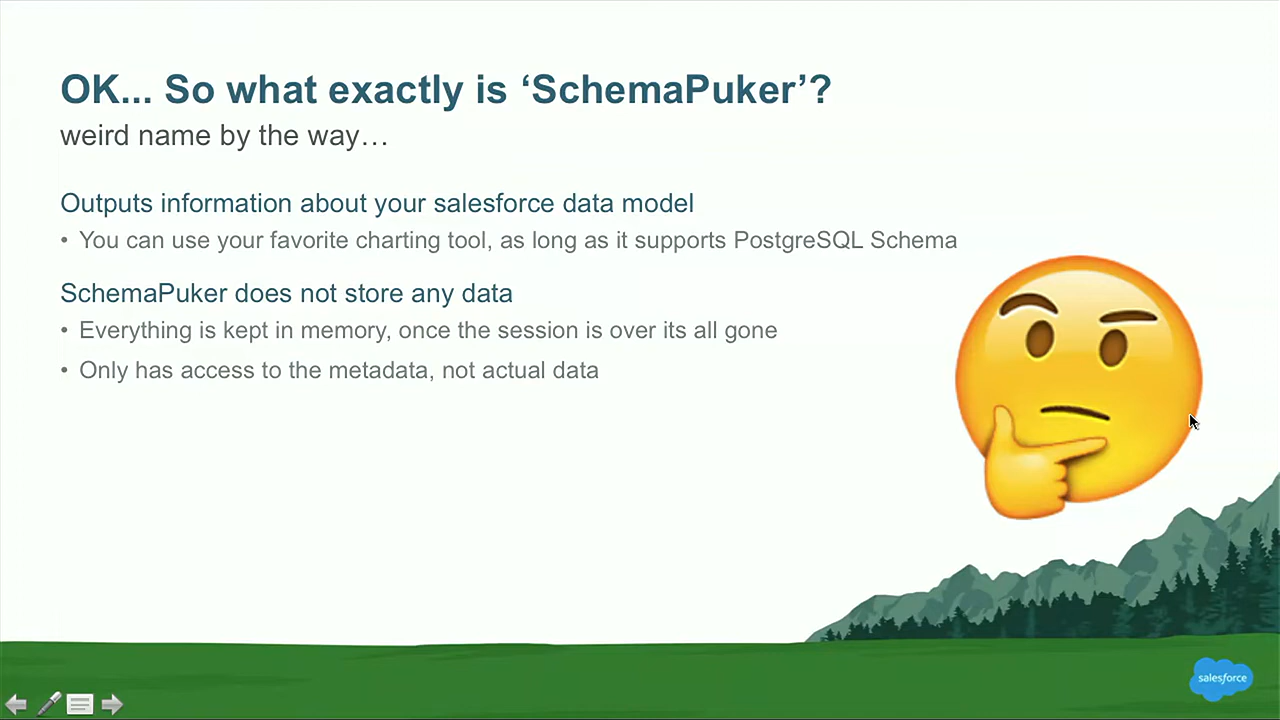 OK... So what exactly is ‘SchemaPuker’?
weird name by the way…
Outputs information about your salesforce data model
• You can use your favorite charting tool, as long as it supports PostgreSQL Schema
SchemaPuker does not store any data
• Everything is kept in memory, once the session is over its all gone
• Only has access to the metadata, not actual data
salesforce